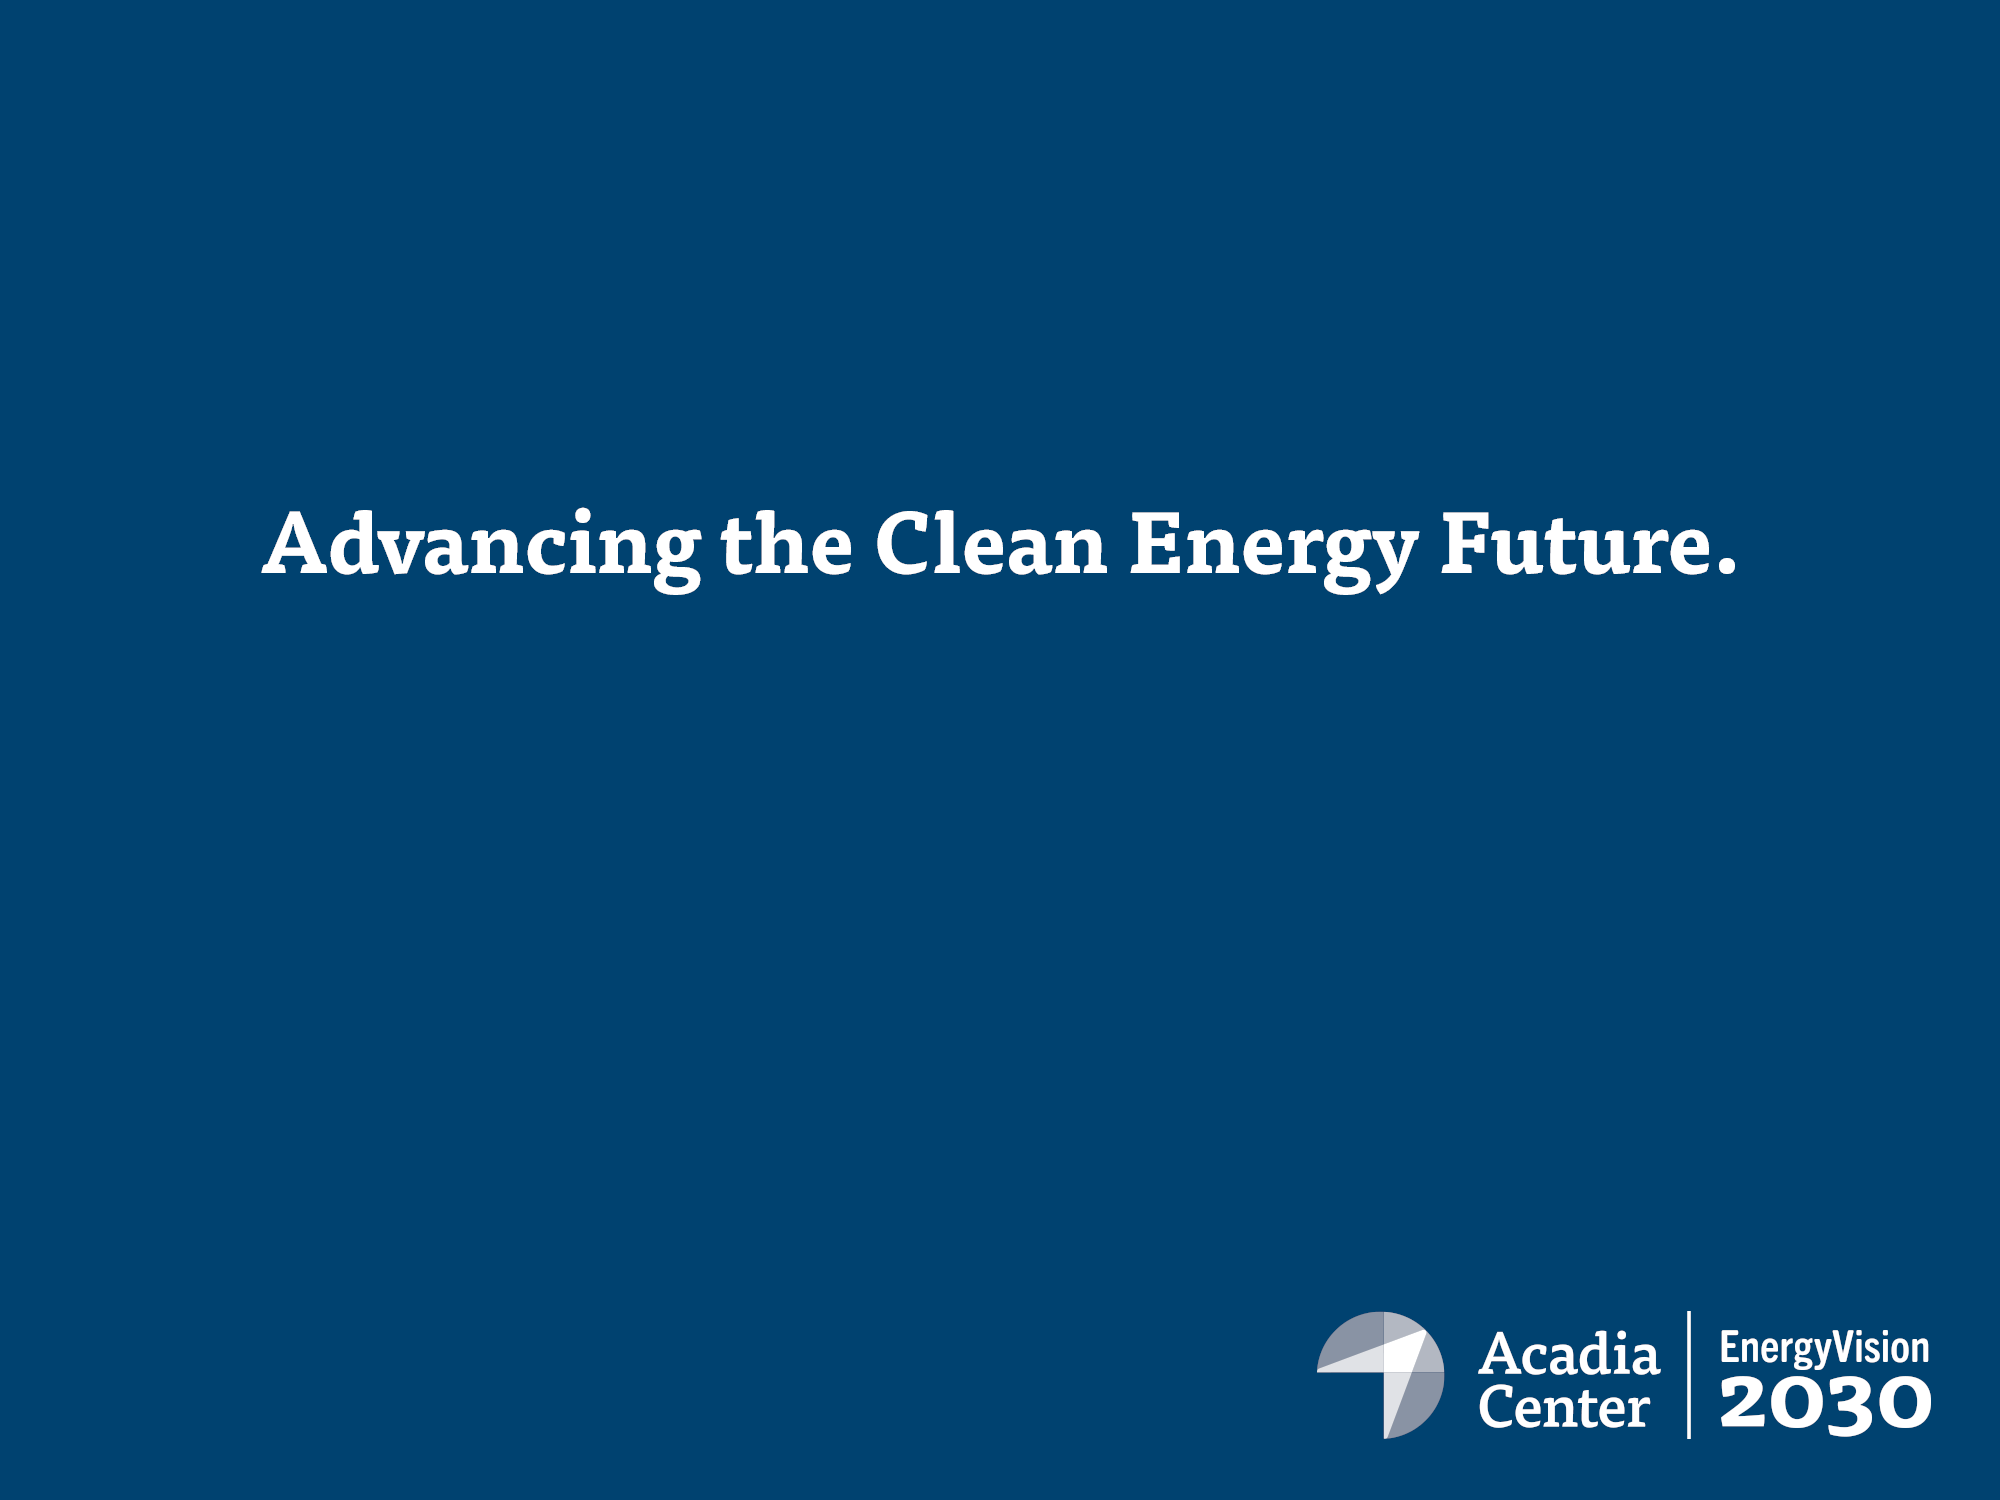 Advancing the Clean Energy Future.
Acadia
Center
EnergyVision
2030